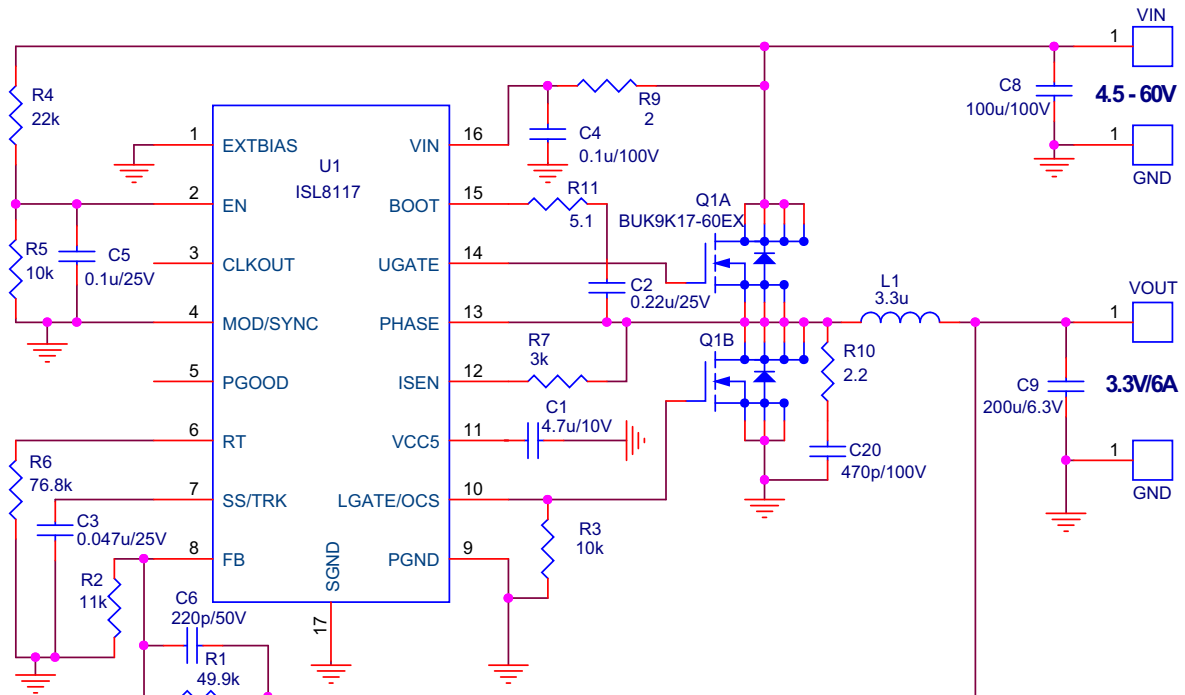 VIN
1
4.5 - 60V
C8
100u/100V
1
GND
R4
22k
R9
2
C4
0.1u/100V
1
EXTBIAS
U1
ISL8117
VIN
16
2
EN
BOOT
15
R11
5.1
Q1A
BUK9K17-60EX
R5
10k
C5
0.1u/25V
3
CLKOUT
UGATE
14
C2
0.22u/25V
L1
3.3u
VOUT
1
4
MOD/SYNC
PHASE
13
R7
3k
Q1B
R10
2.2
5
PGOOD
ISEN
12
C9
200u/6.3V
3.3V/6A
C1
4.7u/10V
6
RT
VCC5
11
C20
470p/100V
1
GND
R6
76.8k
7
SS/TRK
LGATE/OCS
10
C3
0.047u/25V
R3
10k
8
FB
SGND
PGND
9
R2
11k
C6
220p/50V
17
R1
49.9k